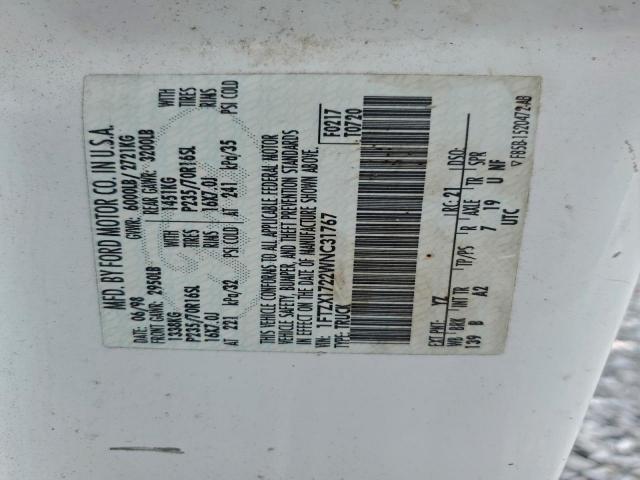 MFD. BY FORD MOTOR CO. IN U.S.A.
DATE: 06/98 GVWR: 6000LB/ 2721KG
FRONT GAWR: 2950LB REAR GAWR: 3200LB
1338KG 1451KG WITH
P235/70R16SL P235/70R16SL TIRES
16X7.0J 16X7.0J RIMS
AT 221 kPa/32 AT 241 kPa/35 PSI COLD
WITH
TIRES
RIMS
PSI COLD
THIS VEHICLE CONFORMS TO ALL APPLICABLE FEDERAL MOTOR
VEHICLE SAFETY, BUMPER, AND THEFT PREVENTION STANDARDS
IN EFFECT ON THE DATE OF MANUFACTURE SHOWN ABOVE.
VIN: 1FTZX1722WNC31767
TYPE: TRUCK
F0217
T0720
EXT PNT: YZ RC: 21 DSO:
WB BRK INT TR TP/PS R AXLE TR SPR
139 B A2 7 19 U NF
UTC
F85B-1520472-AB